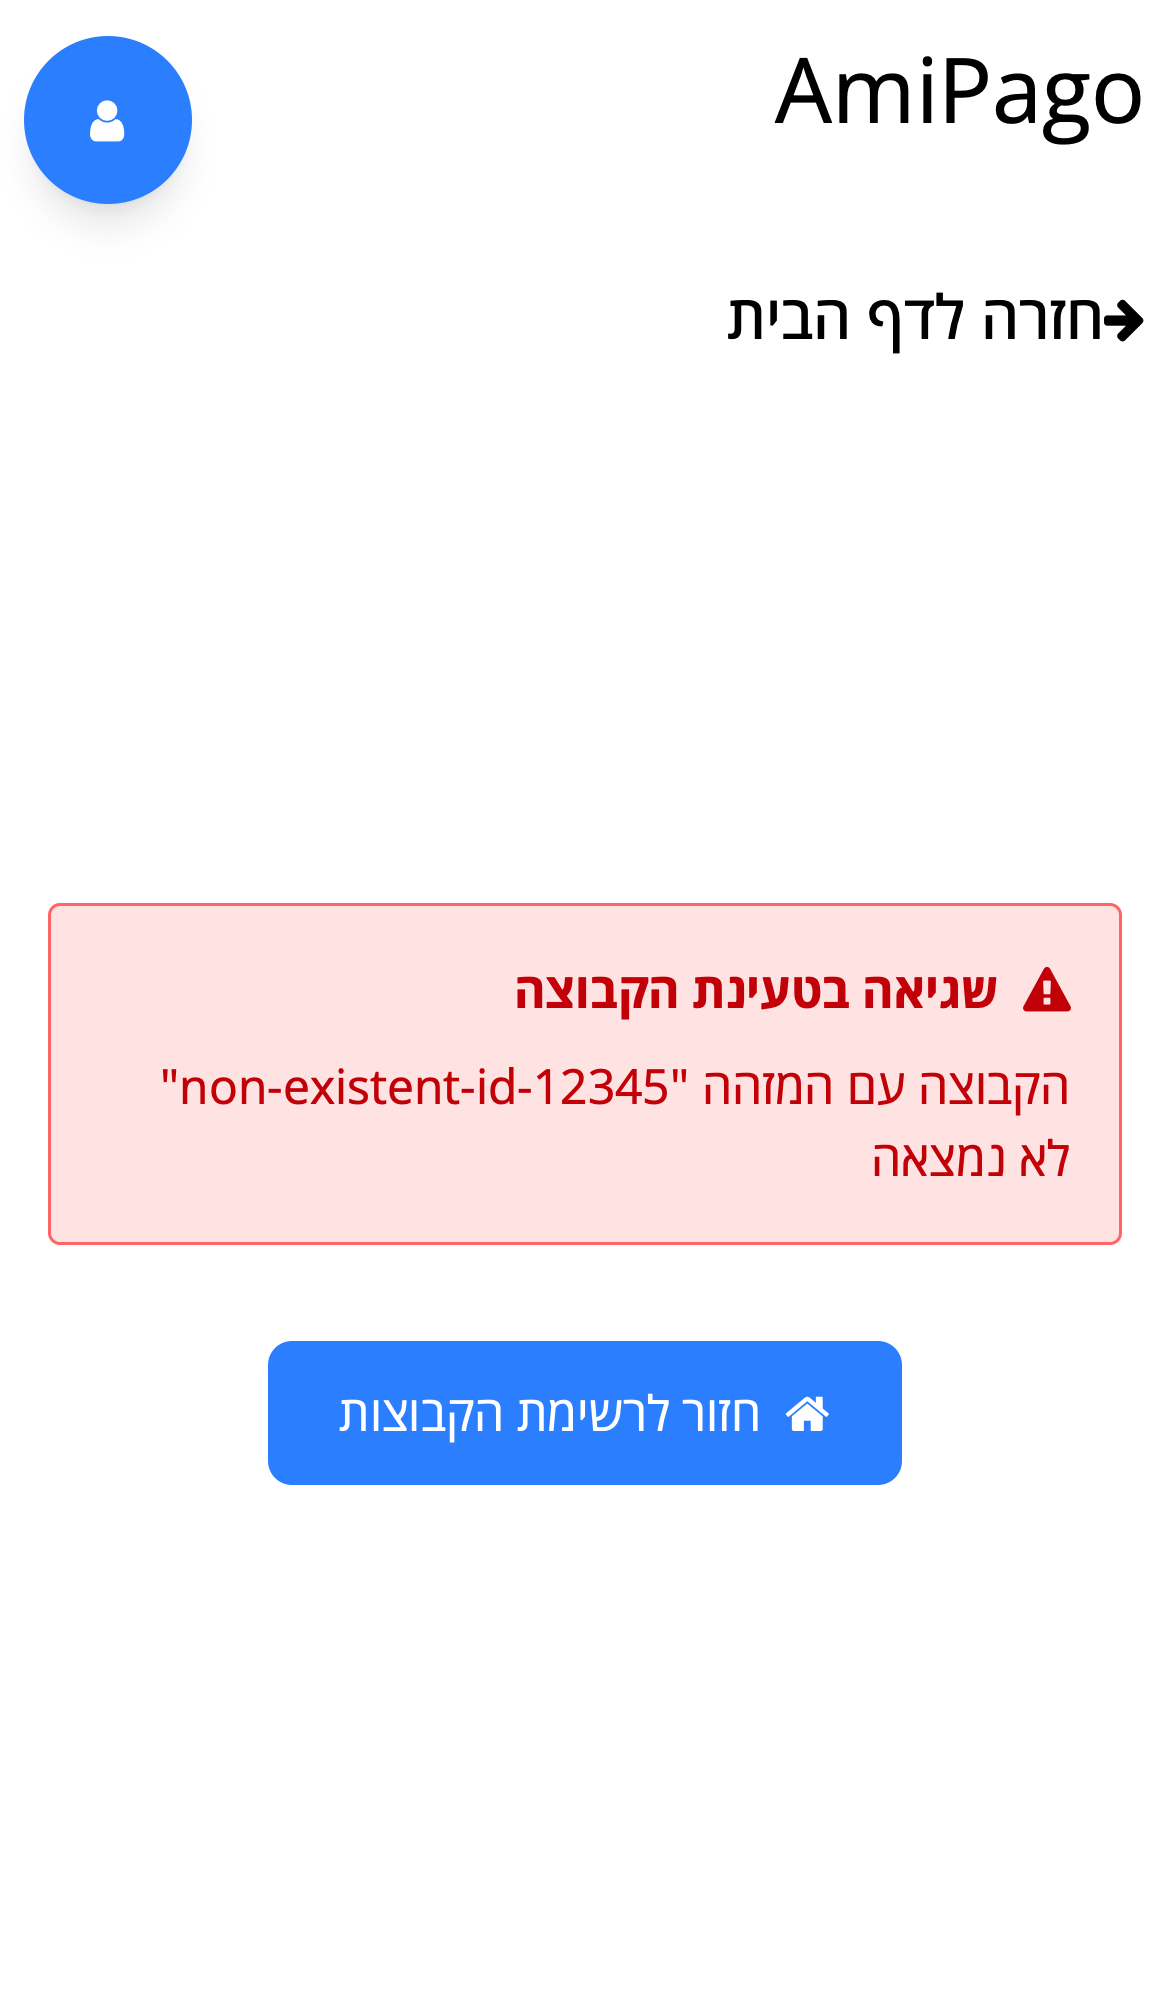 AmiPago
חזרה לדף הבית
שגיאה בטעינת הקבוצה
הקבוצה עם המזהה "non-existent-id-12345"
לא נמצאה
חזור לרשימת הקבוצות